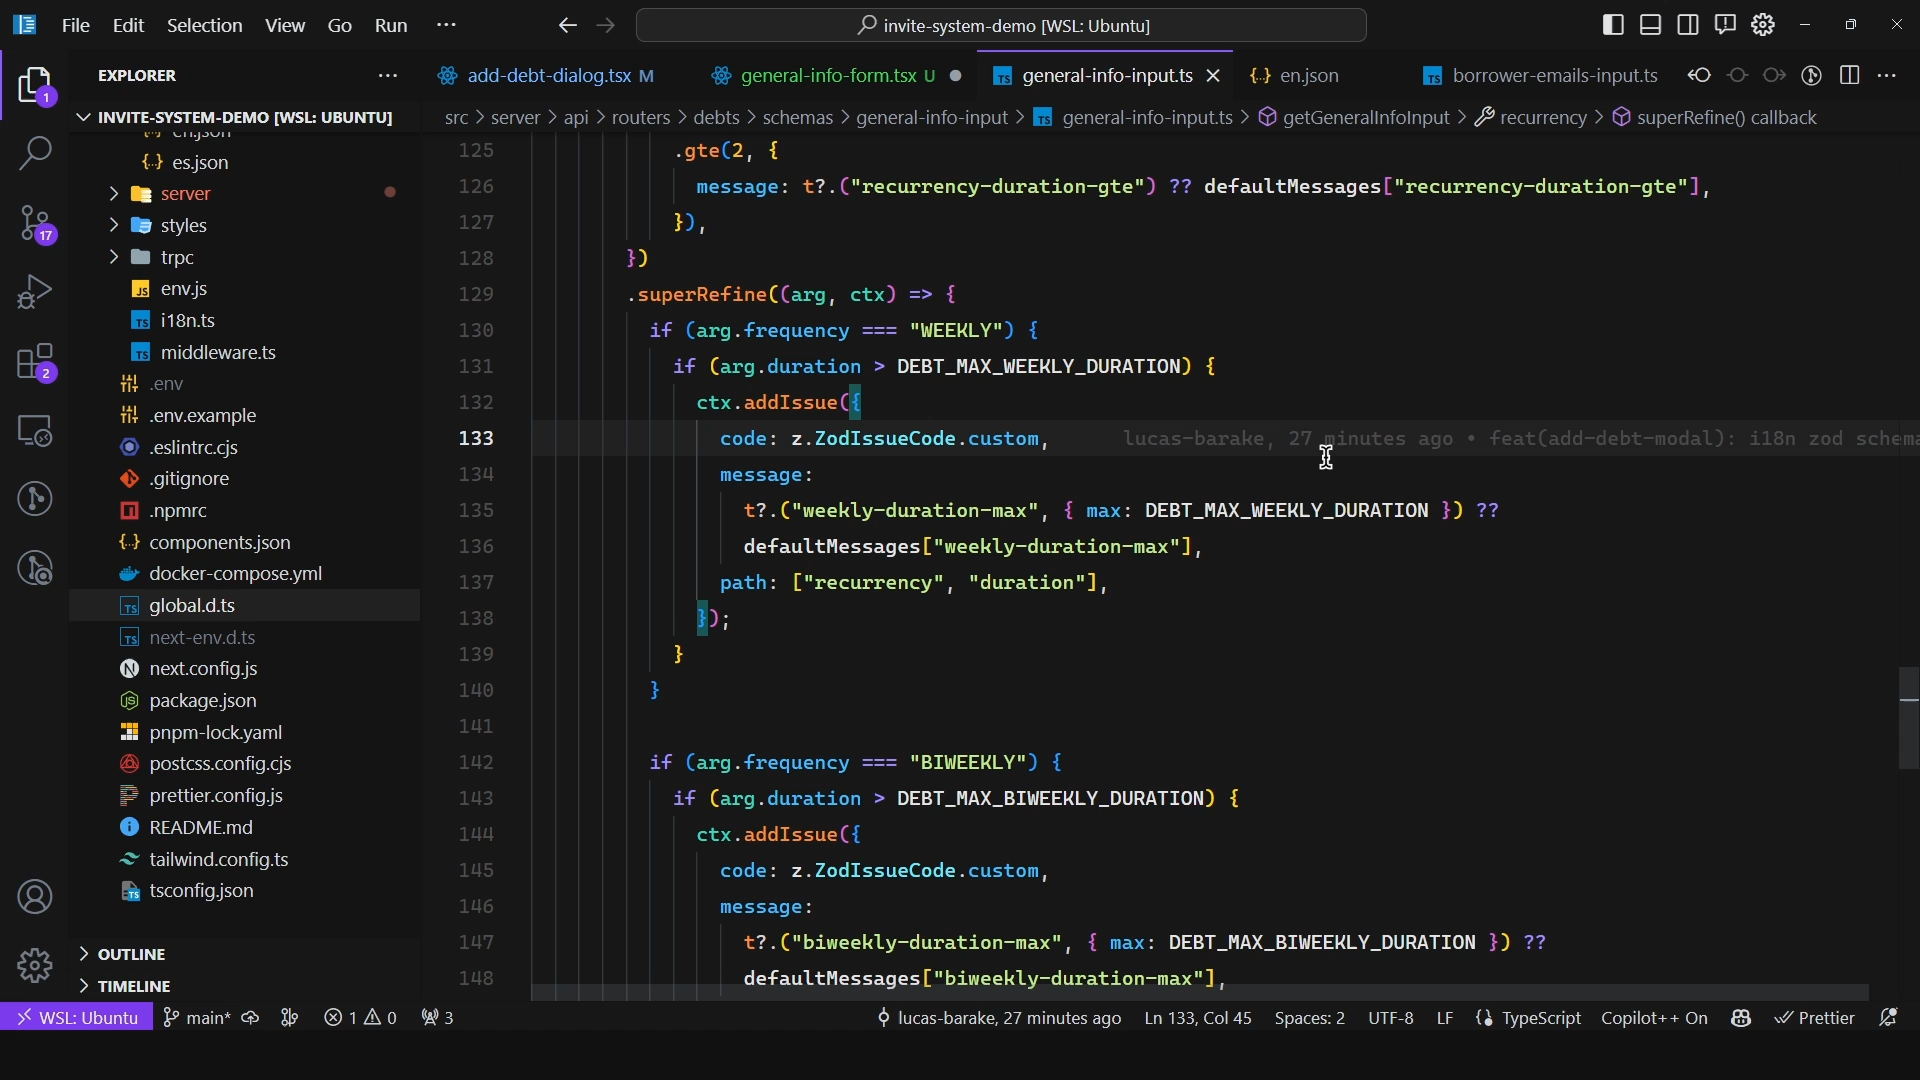 File Edit Selection View Go Run ···
invite-system-demo [WSL: Ubuntu]
EXPLORER
add-debt-dialog.tsx M
general-info-form.tsx U
general-info-input.ts
en.json
borrower-emails-input.ts
INVITE-SYSTEM-DEMO [WSL: UBUNTU]
src > server > api > routers > debts > schemas > general-info-input > general-info-input.ts > getGeneralInfoInput > recurrency > superRefine() callback
en.json
es.json
server
styles
trpc
env.js
i18n.ts
middleware.ts
.env
.env.example
.eslintrc.cjs
.gitignore
.npmrc
components.json
docker-compose.yml
global.d.ts
next-env.d.ts
next.config.js
package.json
pnpm-lock.yaml
postcss.config.cjs
prettier.config.js
README.md
tailwind.config.ts
tsconfig.json
OUTLINE
TIMELINE
1
17
2
125 .gte(2, {
126 message: t?.("recurrency-duration-gte") ?? defaultMessages["recurrency-duration-gte"],
127 }),
128 })
129 .superRefine((arg, ctx) => {
130 if (arg.frequency === "WEEKLY") {
131 if (arg.duration > DEBT_MAX_WEEKLY_DURATION) {
132 ctx.addIssue({
133 code: z.ZodIssueCode.custom, lucas-barake, 27 minutes ago • feat(add-debt-modal): i18n zod schema
134 message:
135 t?.("weekly-duration-max", { max: DEBT_MAX_WEEKLY_DURATION }) ??
136 defaultMessages["weekly-duration-max"],
137 path: ["recurrency", "duration"],
138 });
139 }
140 }
141
142 if (arg.frequency === "BIWEEKLY") {
143 if (arg.duration > DEBT_MAX_BIWEEKLY_DURATION) {
144 ctx.addIssue({
145 code: z.ZodIssueCode.custom,
146 message:
147 t?.("biweekly-duration-max", { max: DEBT_MAX_BIWEEKLY_DURATION }) ??
148 defaultMessages["biweekly-duration-max"],
WSL: Ubuntu main* 1 0 3 lucas-barake, 27 minutes ago Ln 133, Col 45 Spaces: 2 UTF-8 LF TypeScript Copilot++ On Prettier